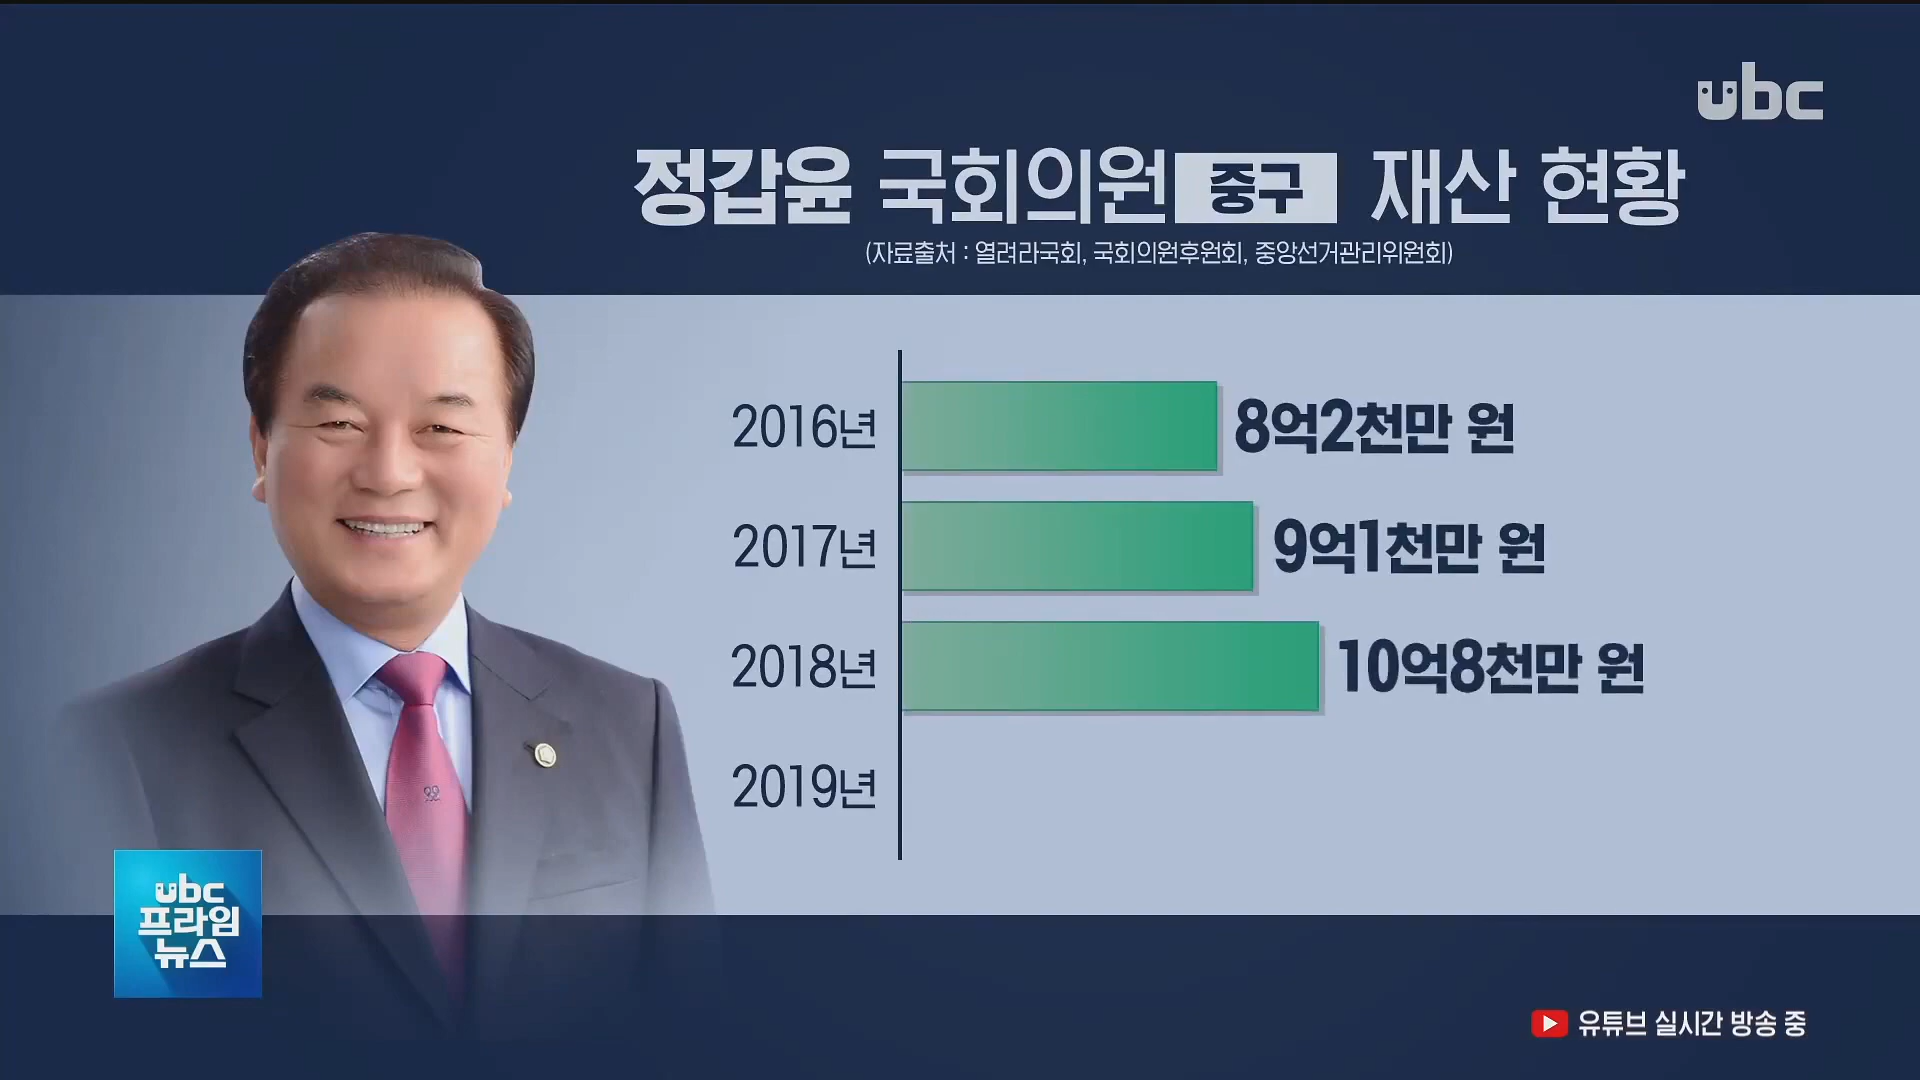 ubc
정갑윤 국회의원 중구 재산 현황
(자료출처 : 열려라국회, 국회의원후원회, 중앙선거관리위원회)
2016년 8억2천만 원
2017년 9억1천만 원
2018년 10억8천만 원
2019년
ubc
프라임
뉴스
유튜브 실시간 방송 중